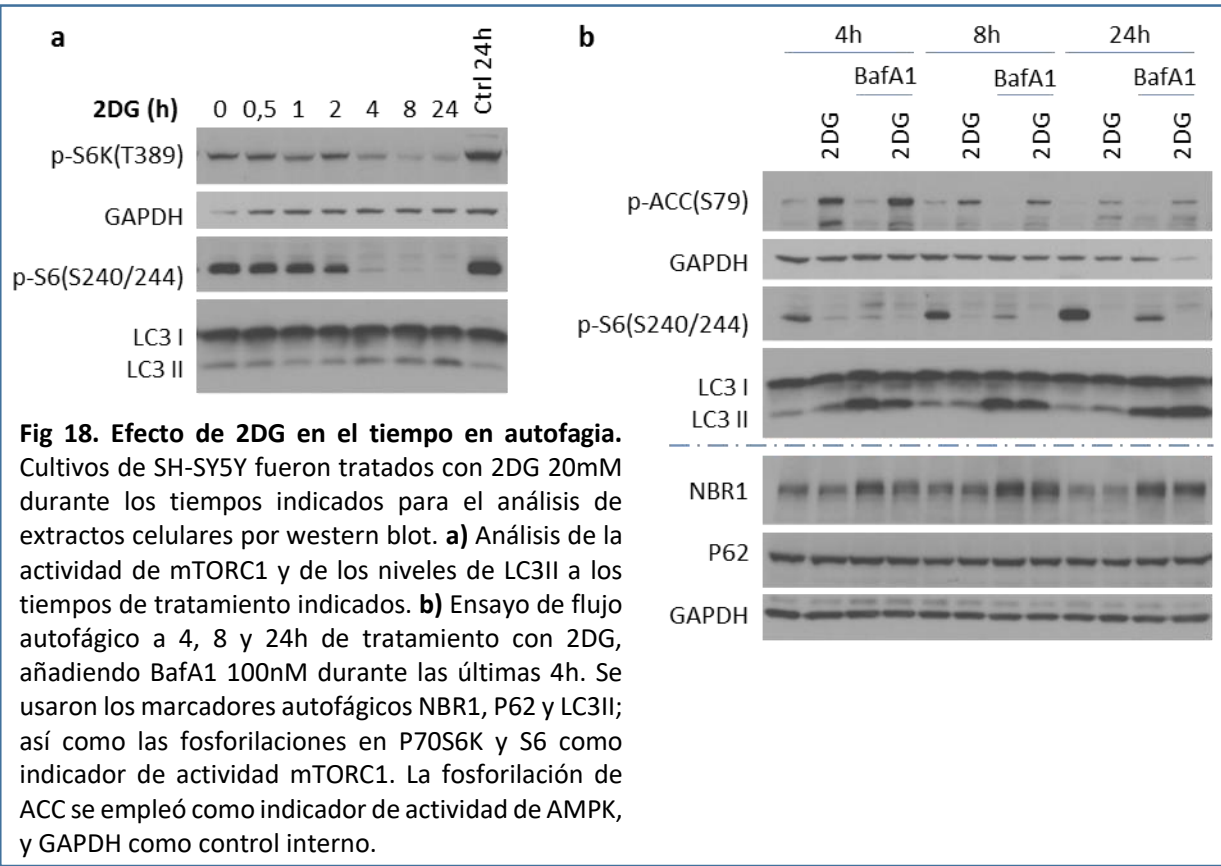 a
2DG (h) 0 0,5 1 2 4 8 24 Ctrl 24h
p-S6K(T389)
GAPDH
p-S6(S240/244)
LC3 I
LC3 II
b
4h 8h 24h
BafA1 BafA1 BafA1
2DG 2DG 2DG 2DG 2DG 2DG
p-ACC(S79)
GAPDH
p-S6(S240/244)
LC3 I
LC3 II
NBR1
P62
GAPDH
Fig 18. Efecto de 2DG en el tiempo en autofagia.
Cultivos de SH-SY5Y fueron tratados con 2DG 20mM
durante los tiempos indicados para el análisis de
extractos celulares por western blot. a) Análisis de la
actividad de mTORC1 y de los niveles de LC3II a los
tiempos de tratamiento indicados. b) Ensayo de flujo
autofágico a 4, 8 y 24h de tratamiento con 2DG,
añadiendo BafA1 100nM durante las últimas 4h. Se
usaron los marcadores autofágicos NBR1, P62 y LC3II;
así como las fosforilaciones en P70S6K y S6 como
indicador de actividad mTORC1. La fosforilación de
ACC se empleó como indicador de actividad de AMPK,
y GAPDH como control interno.